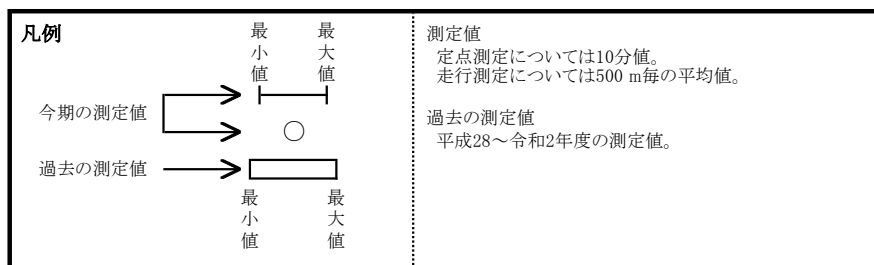 凡例
最小値
最大値
今期の測定値
過去の測定値
最小値
最大値
測定値
定点測定については10分値。
走行測定については500 m毎の平均値。
過去の測定値
平成28～令和2年度の測定値。